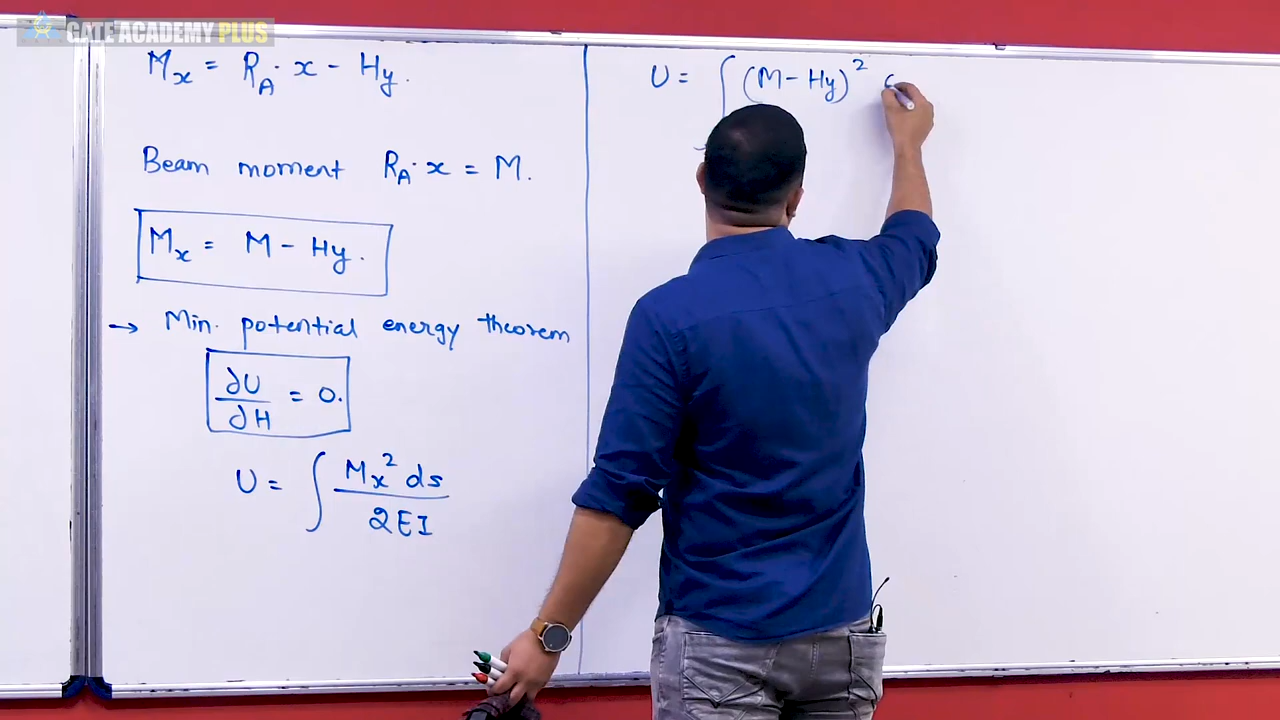 GATE ACADEMY PLUS
Mx = RA · x - Hy.
Beam moment RA · x = M.
Mx = M - Hy.
→ Min. potential energy theorem
∂U/∂H = 0.
U = ∫ Mx² ds / 2EI
U = ∫ (M - Hy)²